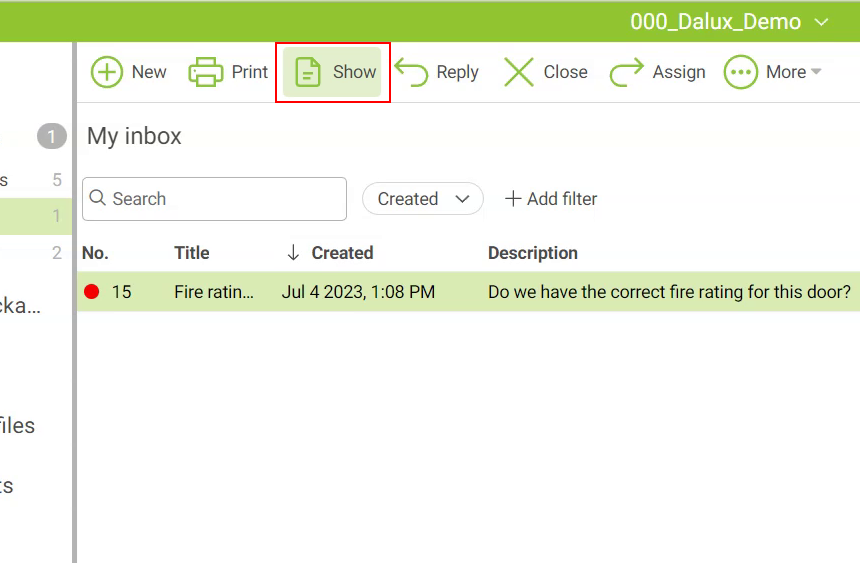 000_Dalux_Demo
New Print Show Reply Close Assign More
1
My inbox
s 5
Search Created + Add filter
1
2
No. Title ↓ Created Description
15 Fire ratin... Jul 4 2023, 1:08 PM Do we have the correct fire rating for this door?
cka...
files
ts